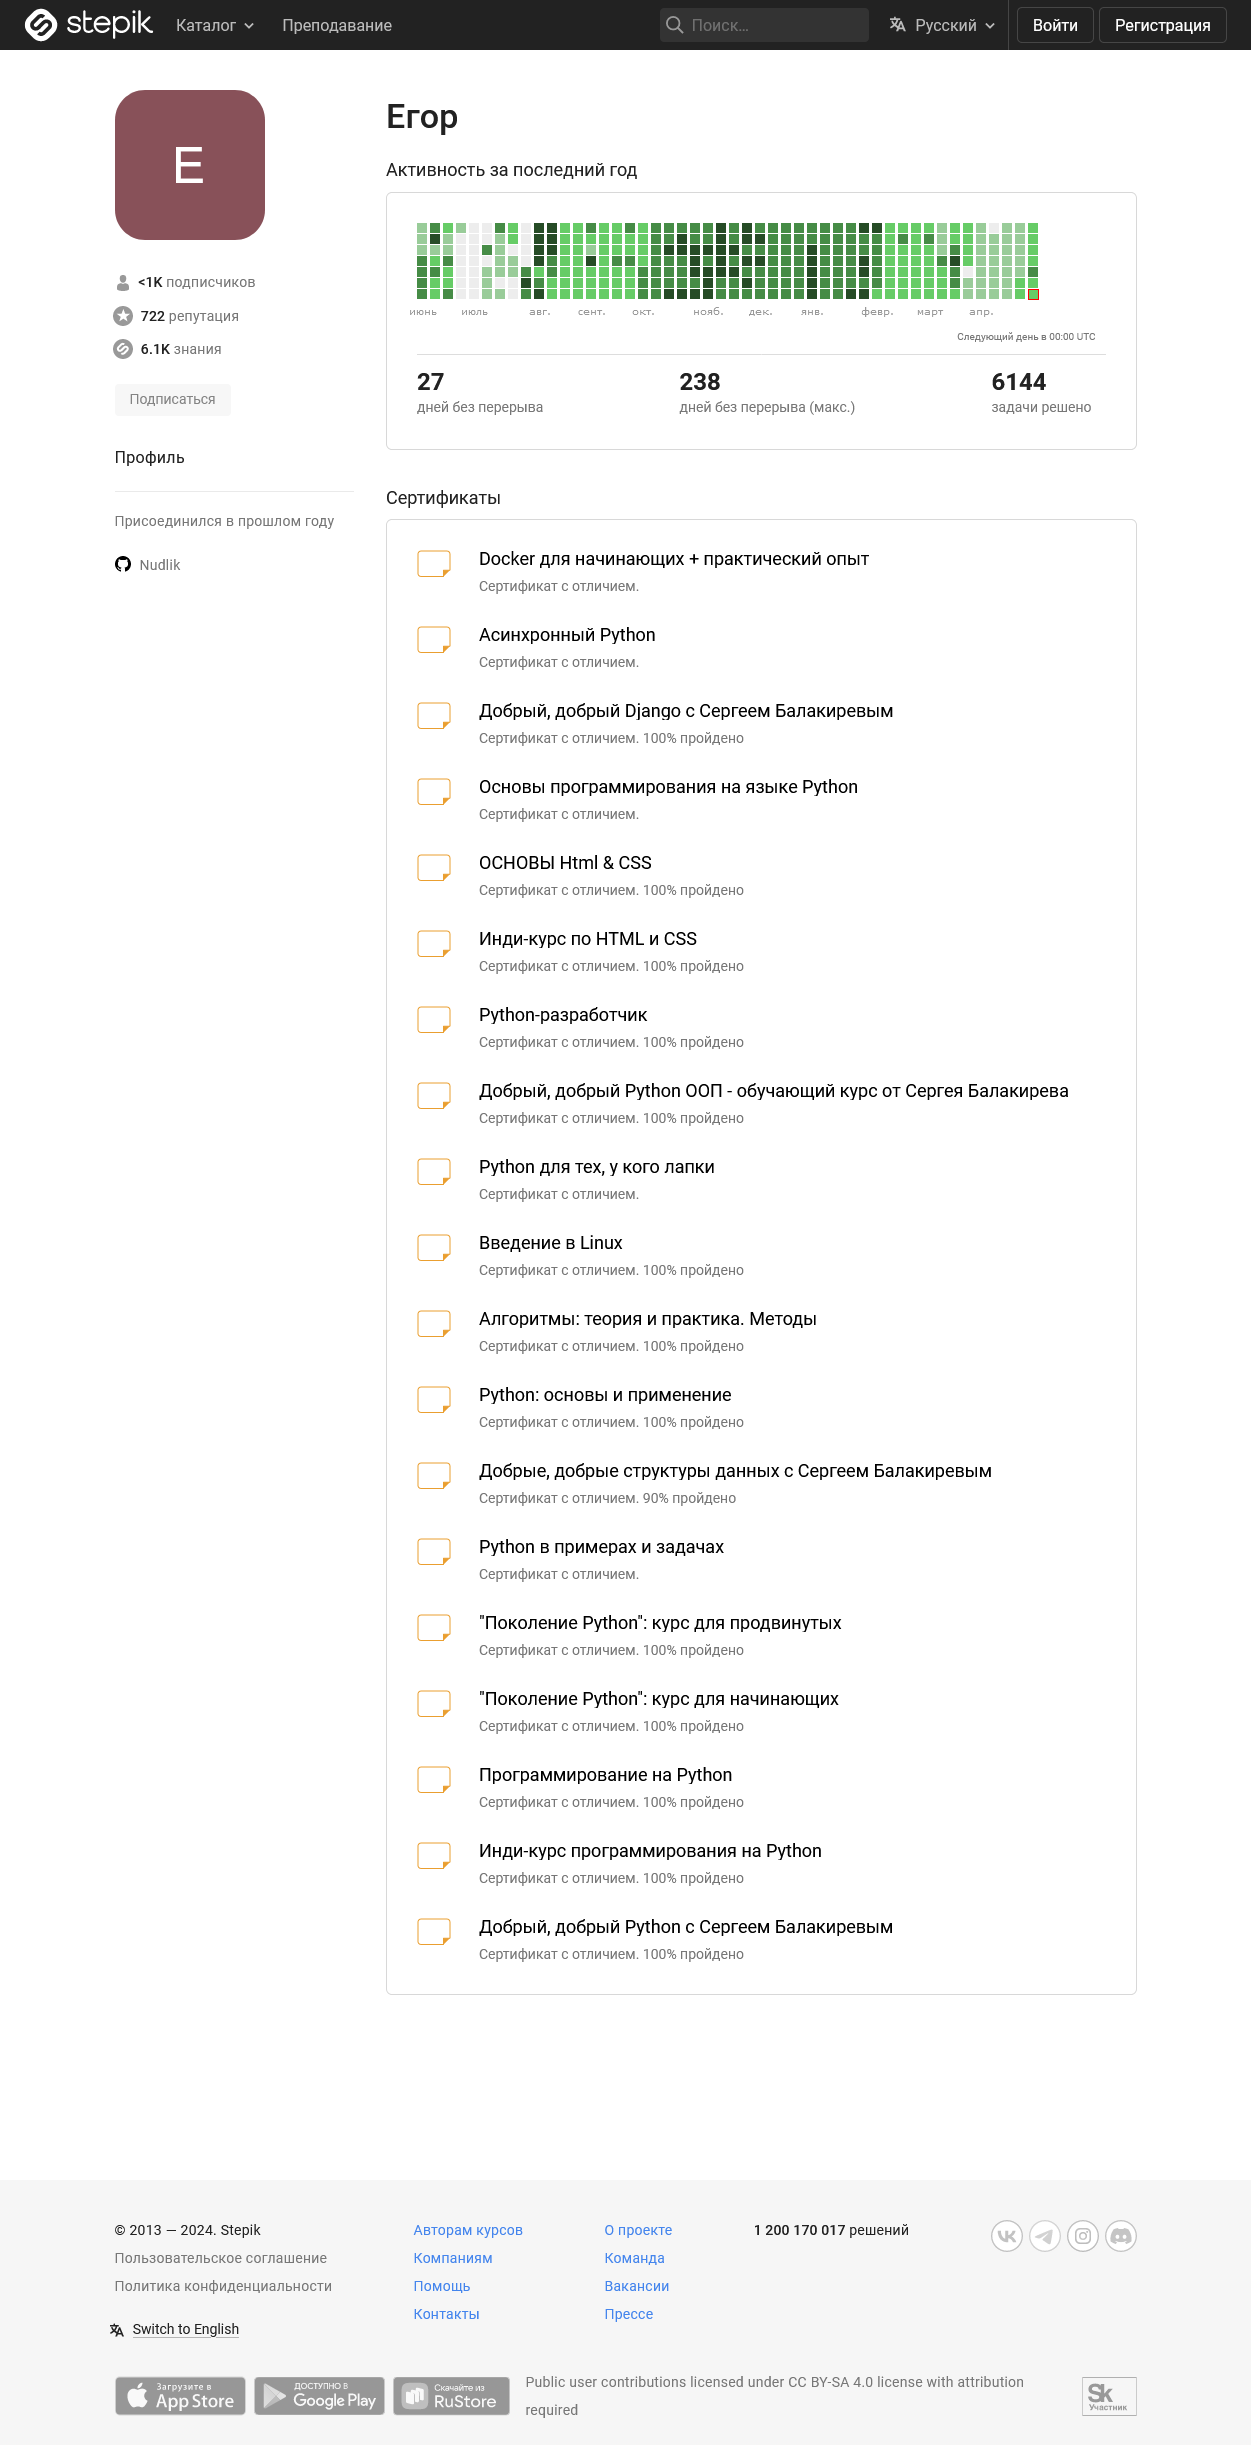 stepik Каталог Преподавание Поиск... Русский Войти Регистрация
E
<1K подписчиков
722 репутация
6.1K знания
Подписаться
Профиль
Присоединился в прошлом году
Nudlik
Егор
Активность за последний год
июнь июль авг. сент. окт. нояб. дек. янв. февр. март апр.
Следующий день в 00:00 UTC
27 238 6144
дней без перерыва дней без перерыва (макс.) задачи решено
Сертификаты
Docker для начинающих + практический опыт
Сертификат с отличием.
Асинхронный Python
Сертификат с отличием.
Добрый, добрый Django с Сергеем Балакиревым
Сертификат с отличием. 100% пройдено
Основы программирования на языке Python
Сертификат с отличием.
ОСНОВЫ Html & CSS
Сертификат с отличием. 100% пройдено
Инди-курс по HTML и CSS
Сертификат с отличием. 100% пройдено
Python-разработчик
Сертификат с отличием. 100% пройдено
Добрый, добрый Python ООП - обучающий курс от Сергея Балакирева
Сертификат с отличием. 100% пройдено
Python для тех, у кого лапки
Сертификат с отличием.
Введение в Linux
Сертификат с отличием. 100% пройдено
Алгоритмы: теория и практика. Методы
Сертификат с отличием. 100% пройдено
Python: основы и применение
Сертификат с отличием. 100% пройдено
Добрые, добрые структуры данных с Сергеем Балакиревым
Сертификат с отличием. 90% пройдено
Python в примерах и задачах
Сертификат с отличием.
"Поколение Python": курс для продвинутых
Сертификат с отличием. 100% пройдено
"Поколение Python": курс для начинающих
Сертификат с отличием. 100% пройдено
Программирование на Python
Сертификат с отличием. 100% пройдено
Инди-курс программирования на Python
Сертификат с отличием. 100% пройдено
Добрый, добрый Python с Сергеем Балакиревым
Сертификат с отличием. 100% пройдено
© 2013 — 2024. Stepik
Пользовательское соглашение
Политика конфиденциальности
Switch to English
Авторам курсов
Компаниям
Помощь
Контакты
О проекте
Команда
Вакансии
Прессе
1 200 170 017 решений
Загрузите в
App Store
ДОСТУПНО В
Google Play
Скачайте из
RuStore
Public user contributions licensed under CC BY-SA 4.0 license with attribution
required
Sk
Участник